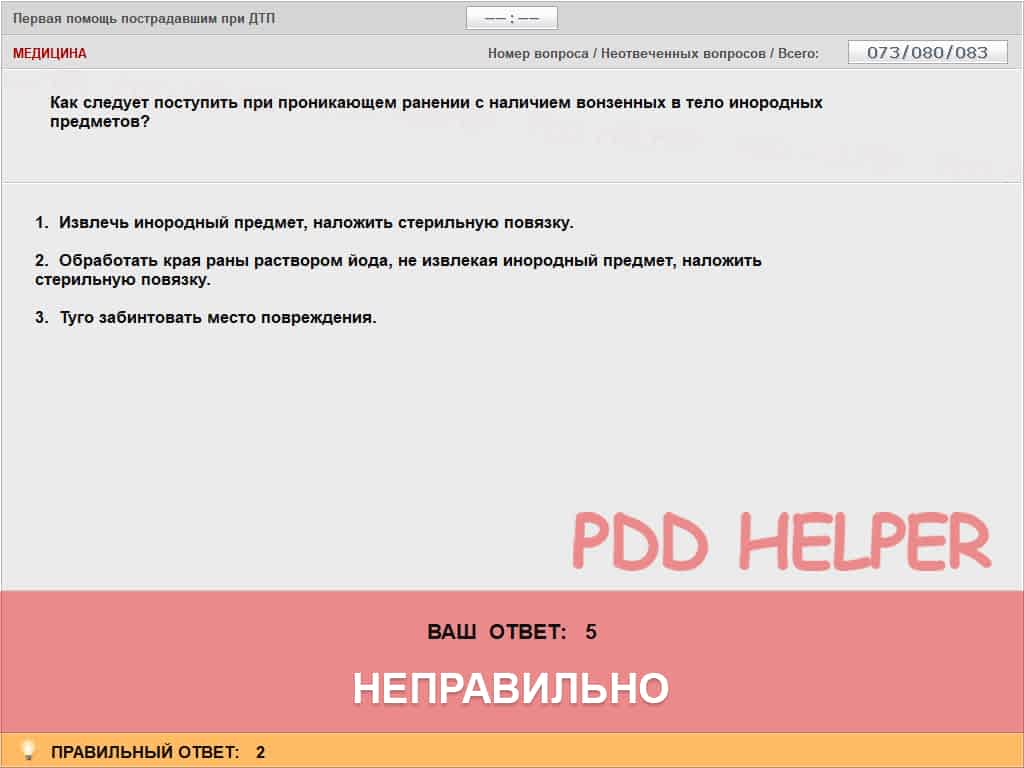 Первая помощь пострадавшим при ДТП
–– : ––
МЕДИЦИНА
Номер вопроса / Неотвеченных вопросов / Всего:
073/080/083
Как следует поступить при проникающем ранении с наличием вонзенных в тело инородных
предметов?
1. Извлечь инородный предмет, наложить стерильную повязку.
2. Обработать края раны раствором йода, не извлекая инородный предмет, наложить
стерильную повязку.
3. Туго забинтовать место повреждения.
PDD HELPER
ВАШ ОТВЕТ: 5
НЕПРАВИЛЬНО
ПРАВИЛЬНЫЙ ОТВЕТ: 2